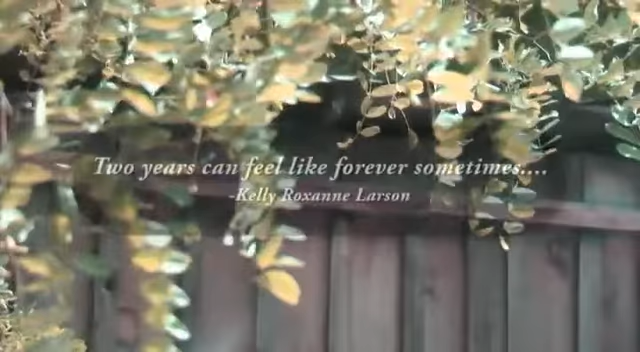 Two years can feel like forever sometimes....
-Kelly Roxanne Larson